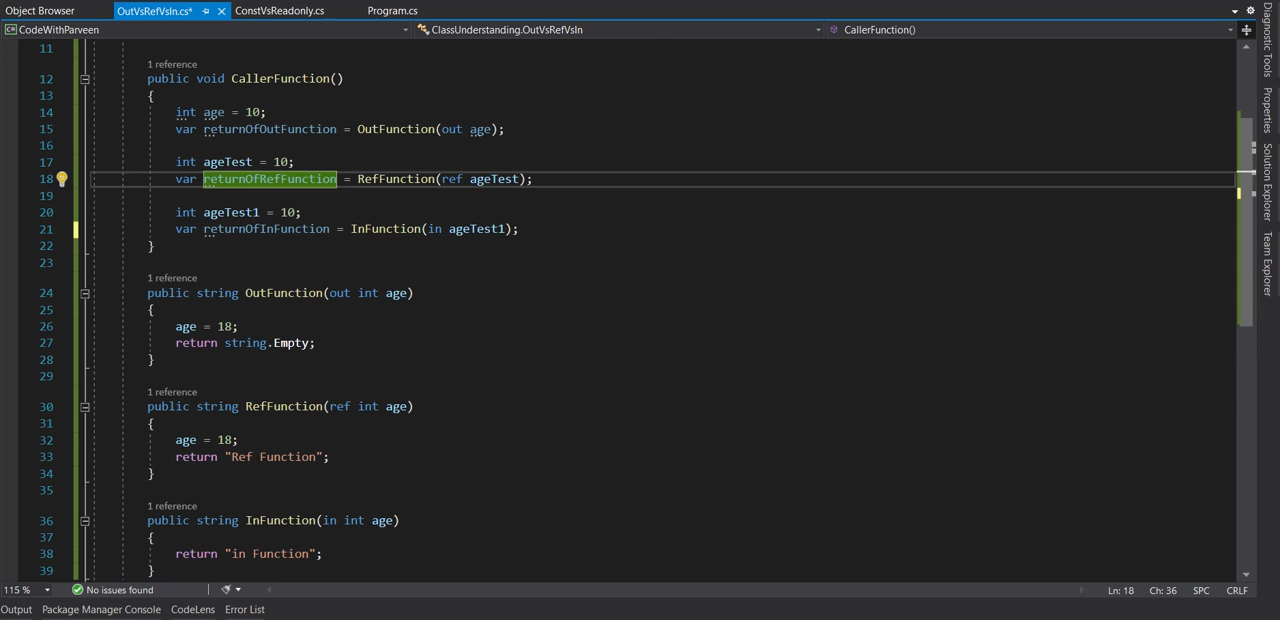 Object Browser OutVsRefVsIn.cs* ConstVsReadonly.cs Program.cs
CodeWithParveen ClassUnderstanding.OutVsRefVsIn CallerFunction()
11
1 reference
12 public void CallerFunction()
13 {
14 int age = 10;
15 var returnOfOutFunction = OutFunction(out age);
16
17 int ageTest = 10;
18 var returnOfRefFunction = RefFunction(ref ageTest);
19
20 int ageTest1 = 10;
21 var returnOfInFunction = InFunction(in ageTest1);
22 }
23
1 reference
24 public string OutFunction(out int age)
25 {
26 age = 18;
27 return string.Empty;
28 }
29
1 reference
30 public string RefFunction(ref int age)
31 {
32 age = 18;
33 return "Ref Function";
34 }
35
1 reference
36 public string InFunction(in int age)
37 {
38 return "in Function";
39 }
115 % No issues found Ln: 18 Ch: 36 SPC CRLF
Output Package Manager Console CodeLens Error List
Diagnostic Tools
Properties
Solution Explorer
Team Explorer